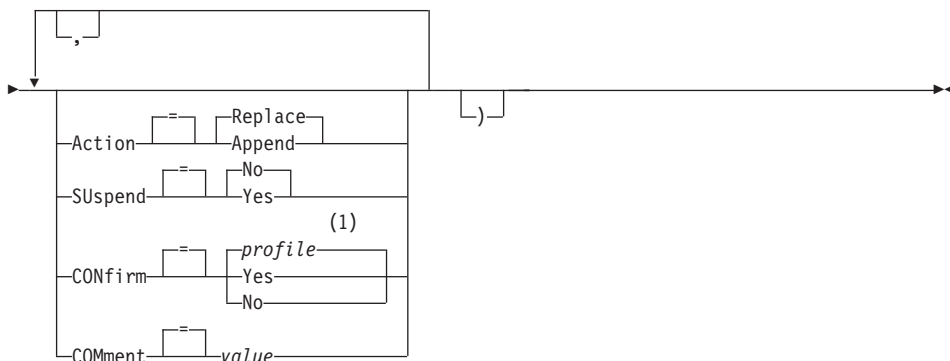 ,
)
Action = Replace
Append
SUspend = No
Yes
(1)
CONfirm = profile
Yes
No
COMment = value